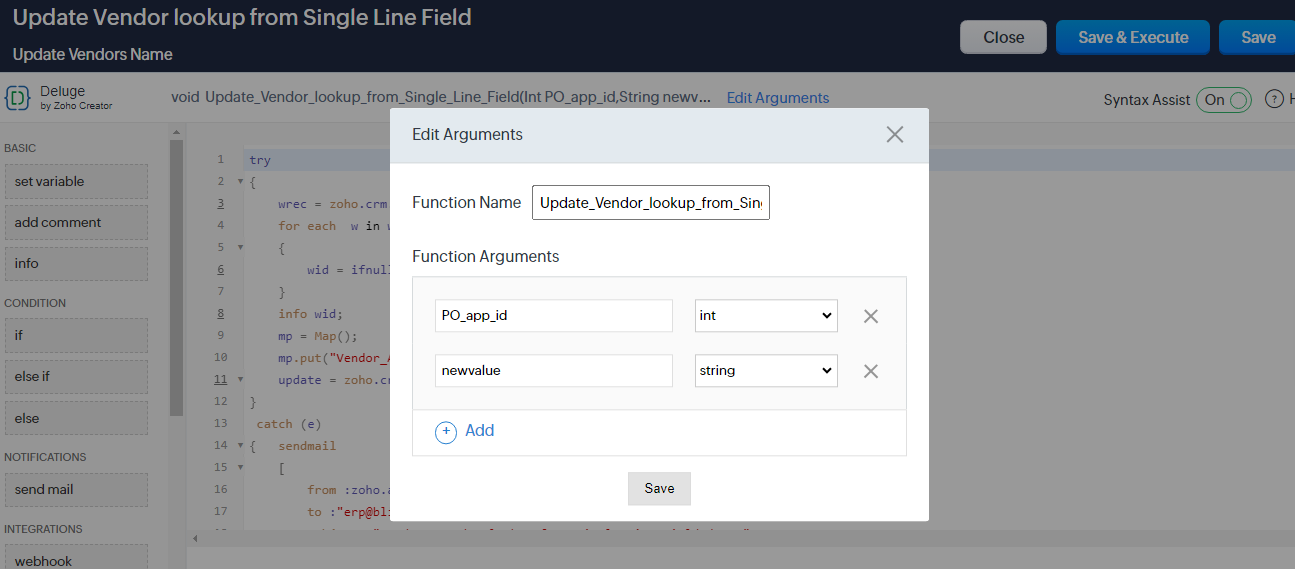 Update Vendor lookup from Single Line Field
Update Vendors Name
Close
Save & Execute
Save
Deluge
by Zoho Creator
void Update_Vendor_lookup_from_Single_Line_Field(Int PO_app_id,String newv...
Edit Arguments
Syntax Assist On
?
Edit Arguments
Function Name Update_Vendor_lookup_from_Sin
Function Arguments
PO_app_id int
newvalue string
+ Add
Save
BASIC
set variable
add comment
info
CONDITION
if
else if
else
NOTIFICATIONS
send mail
INTEGRATIONS
webhook
1 try
2 {
3 wrec = zoho.crm
4 for each w in
5 {
6 wid = ifnull
7 }
8 info wid;
9 mp = Map();
10 mp.put("Vendor_
11 update = zoho.cr
12 }
13 catch (e)
14 { sendmail
15 [
16 from :zoho.a
17 to :"erp@bl